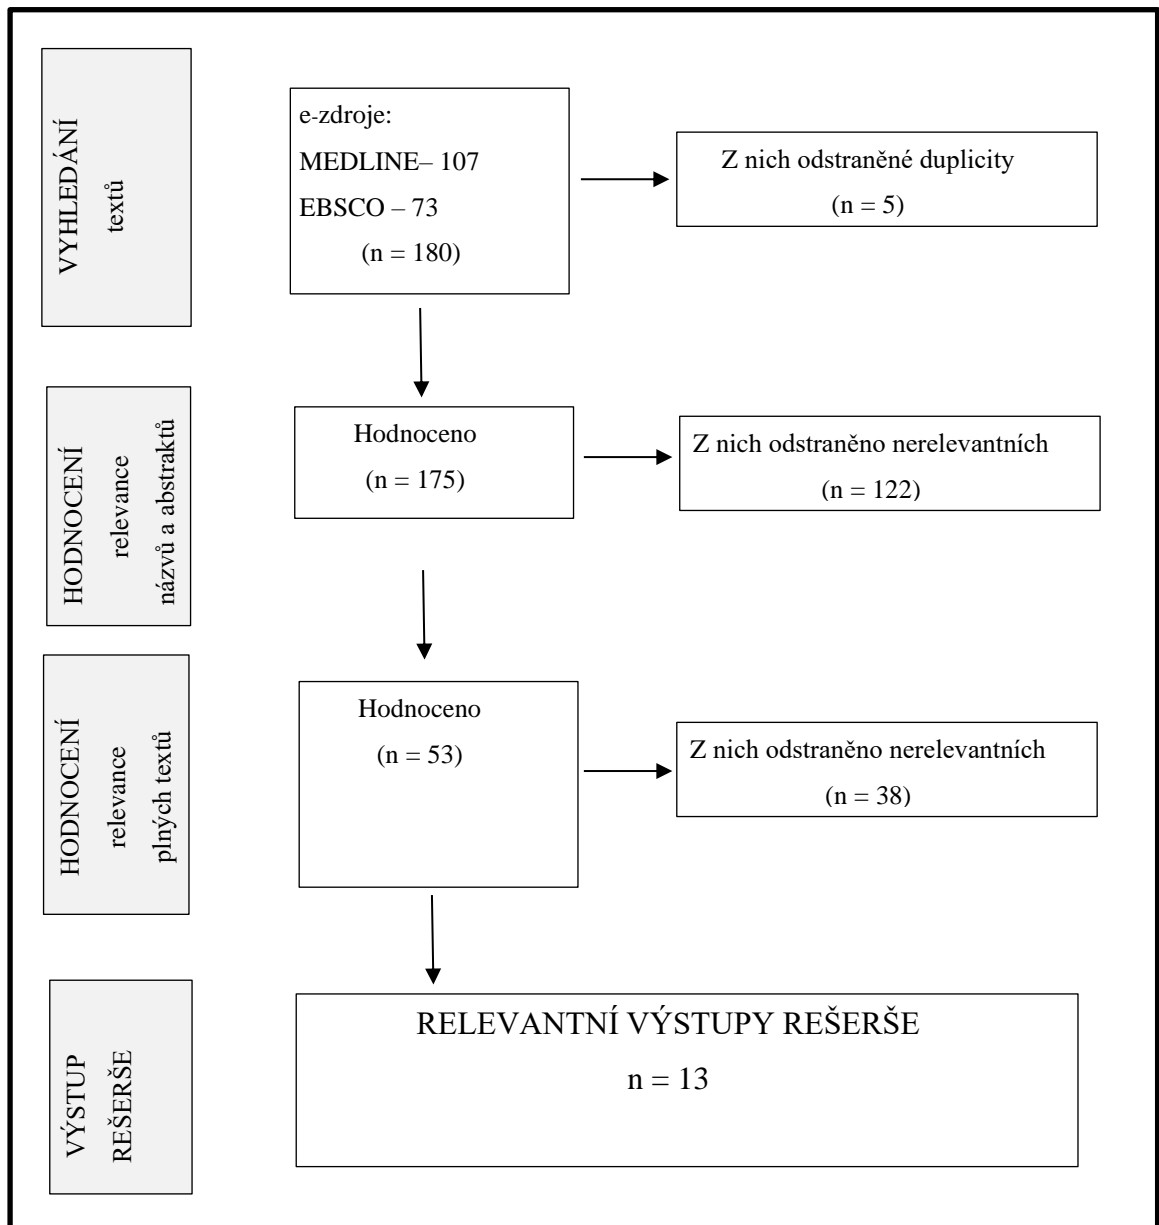 VYHLEDÁNÍ
textů
e-zdroje:
MEDLINE– 107
EBSCO – 73
(n = 180)
Z nich odstraněné duplicity
(n = 5)
HODNOCENÍ
relevance
názvů a abstraktů
Hodnoceno
(n = 175)
Z nich odstraněno nerelevantních
(n = 122)
HODNOCENÍ
relevance
plných textů
Hodnoceno
(n = 53)
Z nich odstraněno nerelevantních
(n = 38)
VÝSTUP
REŠERŠE
RELEVANTNÍ VÝSTUPY REŠERŠE
n = 13